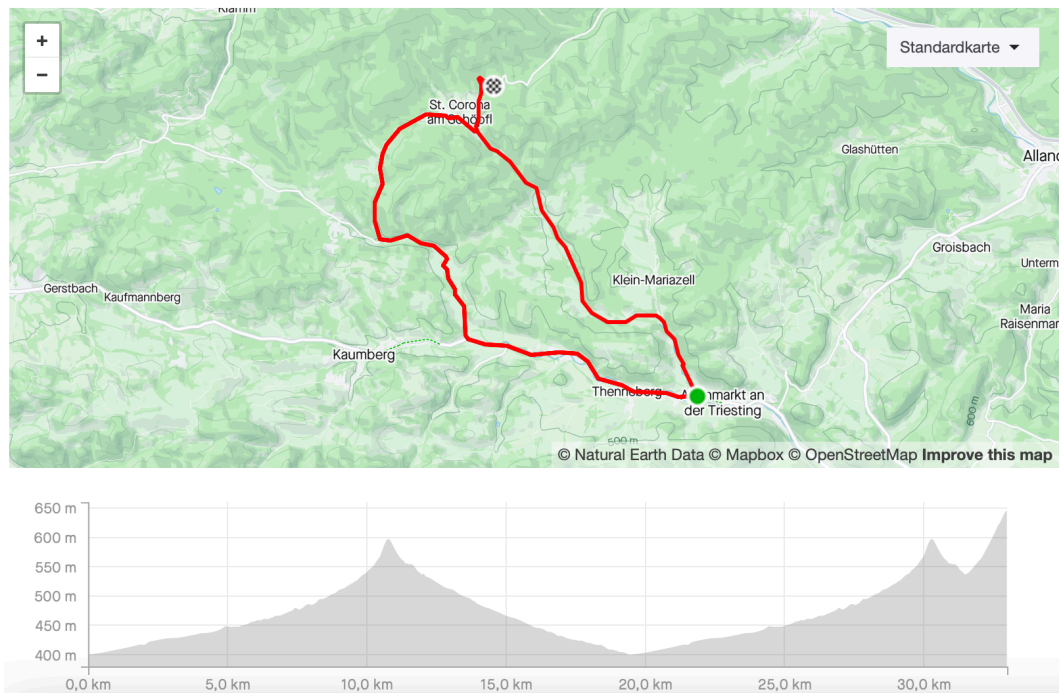 Klamm
+
−
Standardkarte
St. Corona
am Schöpfl
Glashütten
Alland
Groisbach
Unterm
Klein-Mariazell
Gerstbach
Kaufmannberg
Maria
Raisenmar
Kaumberg
Thenneberg
A nmarkt an
der Triesting
600 m
500 m
© Natural Earth Data © Mapbox © OpenStreetMap Improve this map
650 m
600 m
550 m
500 m
450 m
400 m
0,0 km
5,0 km
10,0 km
15,0 km
20,0 km
25,0 km
30,0 km